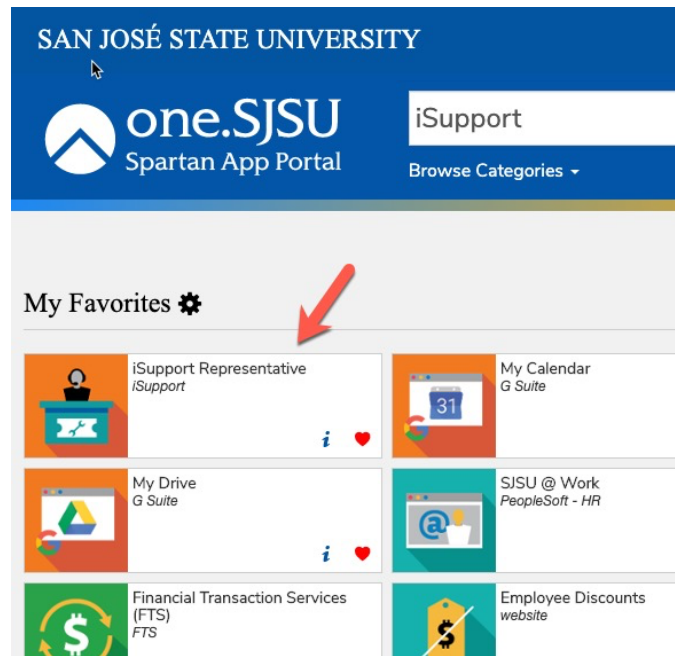 SAN JOSÉ STATE UNIVERSITY
one.SJSU
Spartan App Portal
iSupport
Browse Categories
My Favorites
iSupport Representative
iSupport
i
My Calendar
G Suite
31
My Drive
G Suite
i
SJSU @ Work
PeopleSoft - HR
@
Financial Transaction Services
(FTS)
FTS
$
Employee Discounts
website
$